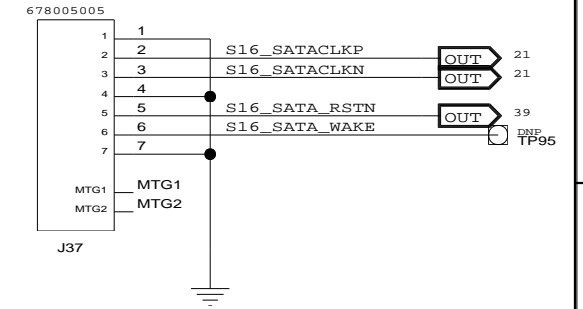 678005005
1 1
2 2 S16_SATACLKP OUT 21
3 3 S16_SATACLKN OUT 21
4 4
5 5 S16_SATA_RSTN OUT 39
6 6 S16_SATA_WAKE DNP
TP95
7 7
MTG1 MTG1
MTG2 MTG2
J37